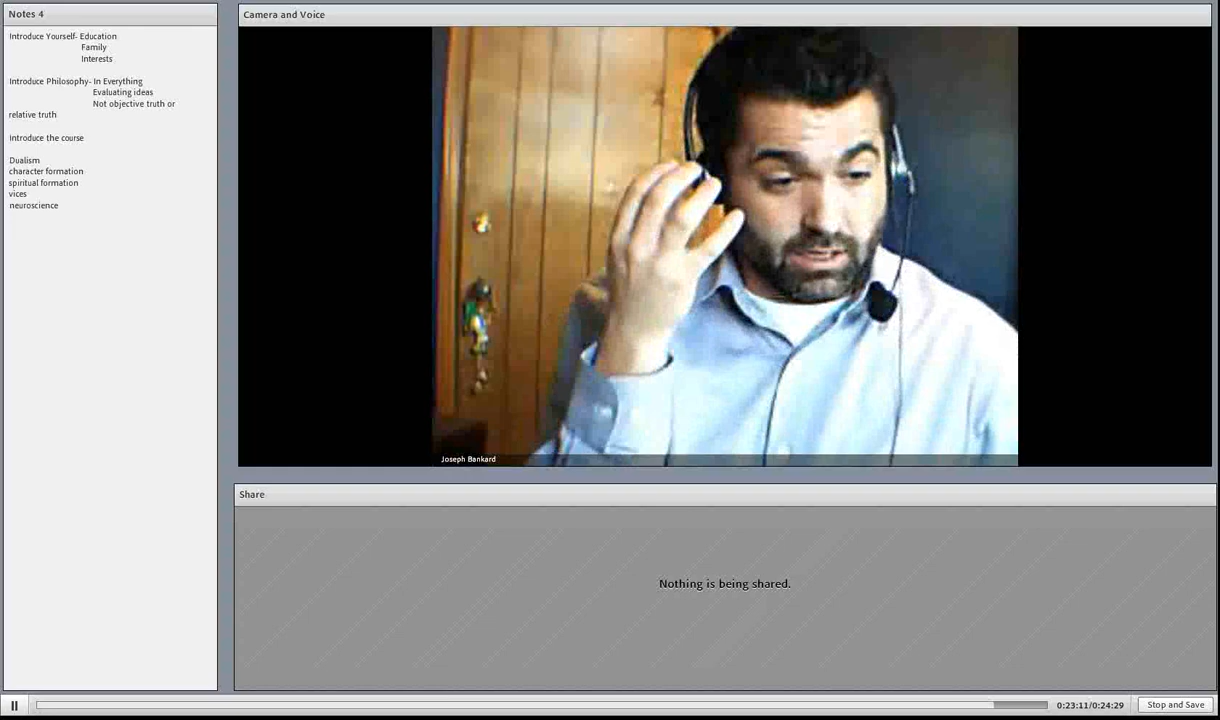 Notes 4
Introduce Yourself- Education
Family
Interests
Introduce Philosophy- In Everything
Evaluating ideas
Not objective truth or
relative truth
Introduce the course
Dualism
character formation
spiritual formation
vices
neuroscience
Camera and Voice
Joseph Bankard
Share
Nothing is being shared.
0:23:11/0:24:29
Stop and Save